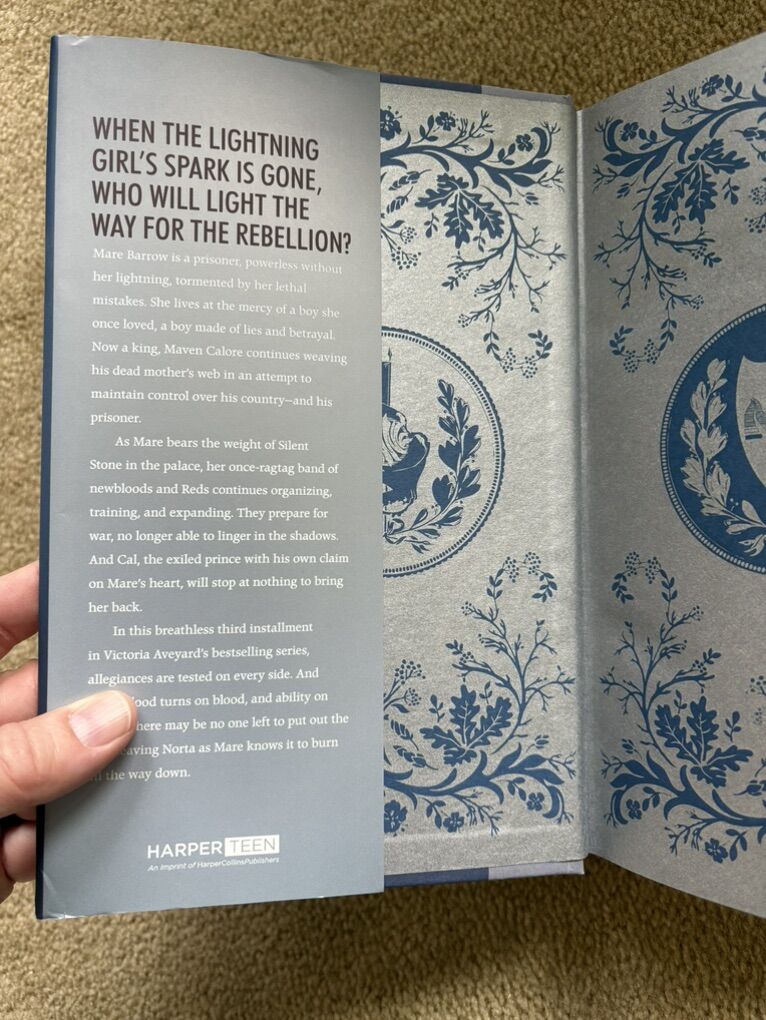 WHEN THE LIGHTNING
GIRL'S SPARK IS GONE,
WHO WILL LIGHT THE
WAY FOR THE REBELLION?
Mare Barrow is a prisoner, powerless without
her lightning, tormented by her lethal
mistakes. She lives at the mercy of a boy she
once loved, a boy made of lies and betrayal.
Now a king, Maven Calore continues weaving
his dead mother's web in an attempt to
maintain control over his country—and his
prisoner.
As Mare bears the weight of Silent
Stone in the palace, her once-ragtag band of
newbloods and Reds continues organizing,
training, and expanding. They prepare for
war, no longer able to linger in the shadows.
And Cal, the exiled prince with his own claim
on Mare's heart, will stop at nothing to bring
her back.
In this breathless third installment
in Victoria Aveyard's bestselling series,
allegiances are tested on every side. And
turns on blood, and ability on
may be no one left to put out the
Norta as Mare knows it to burn
the way down.
HARPER TEEN
An Imprint of HarperCollinsPublishers